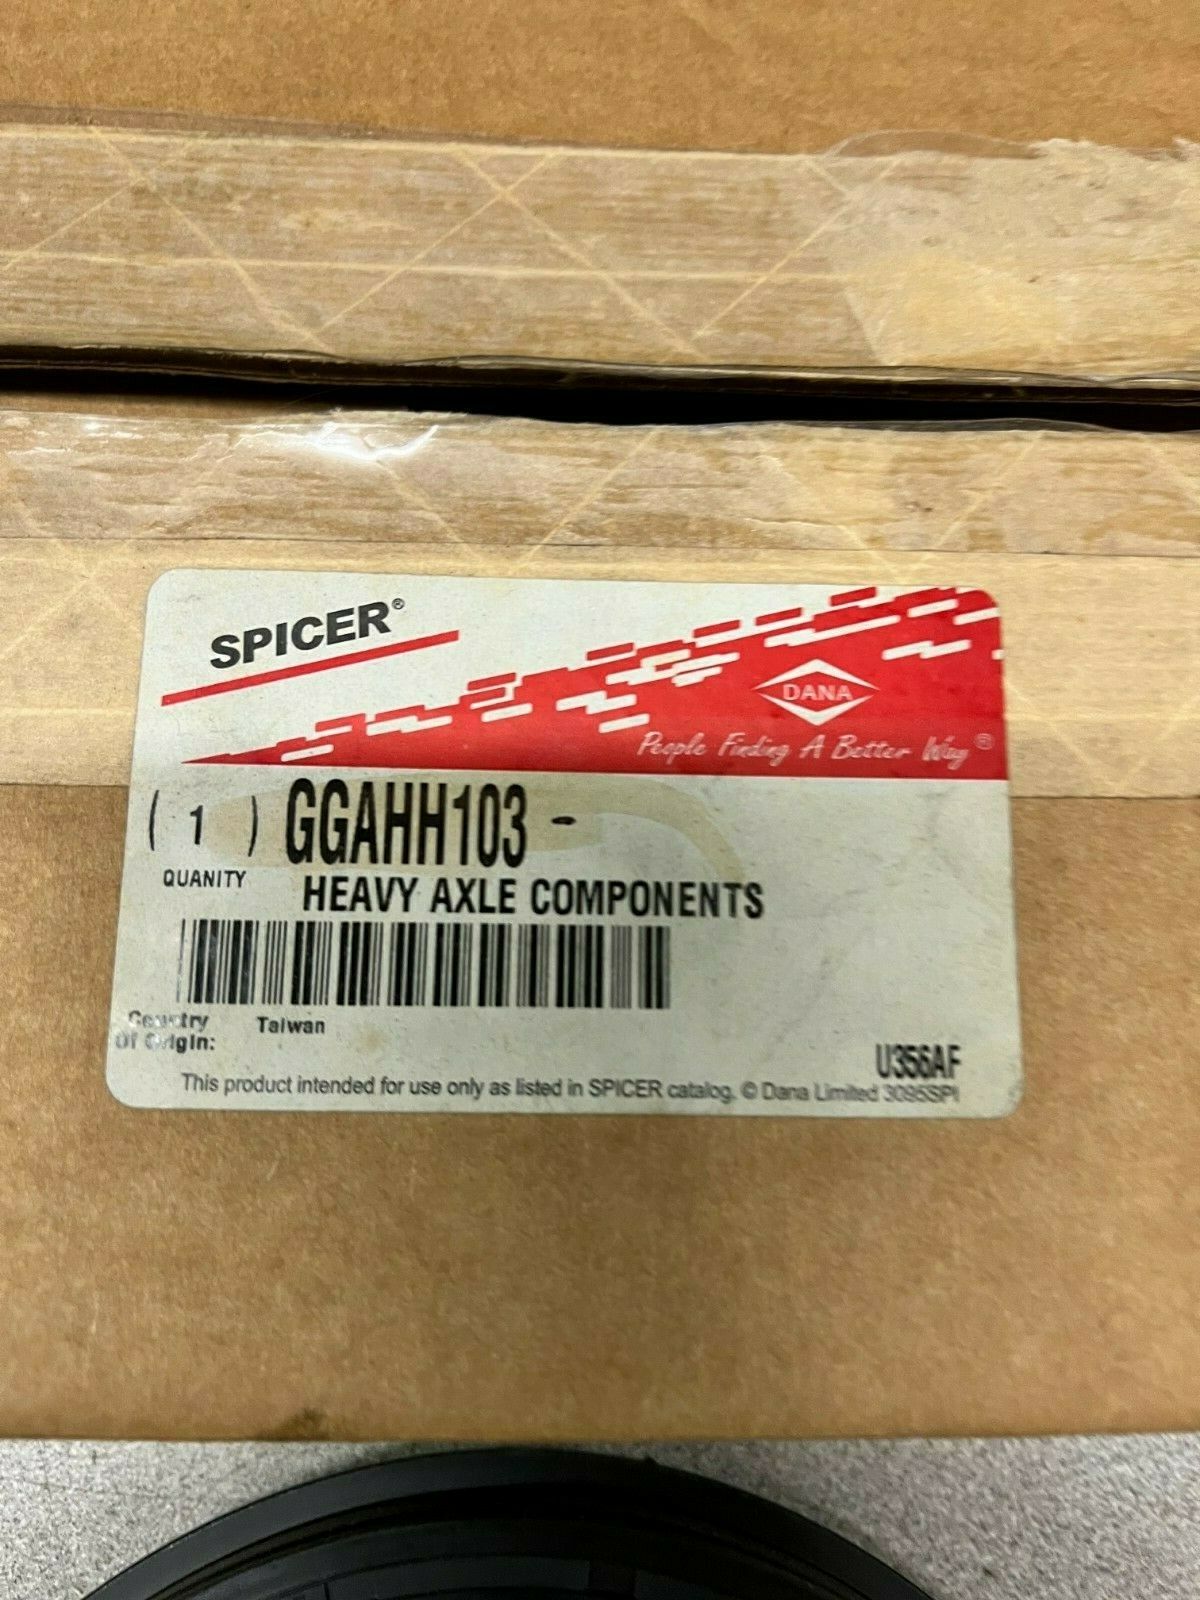 SPICER®
DANA
People Finding A Better Way®
( 1 ) GGAHH103 -
QUANITY
HEAVY AXLE COMPONENTS
Country Taiwan
Of Origin:
U356AF
This product intended for use only as listed in SPICER catalog. © Dana Limited 3095SPI